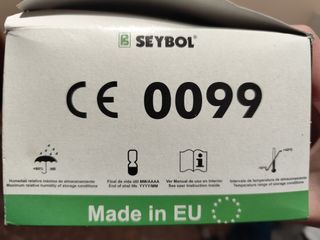 SEYBOL®
CE 0099
<80%
+50ºC
Humedad relativa máxima de almacenamiento
Maximum relative humidity of storage conditions
Final de vida útil MM/AAAA
End of shelf life YYYY/MM
Ver Manual de uso en Interior.
See user instruction inside
Intervalo de temperatura de almacenamiento
Temperature range of storage conditions
Made in EU